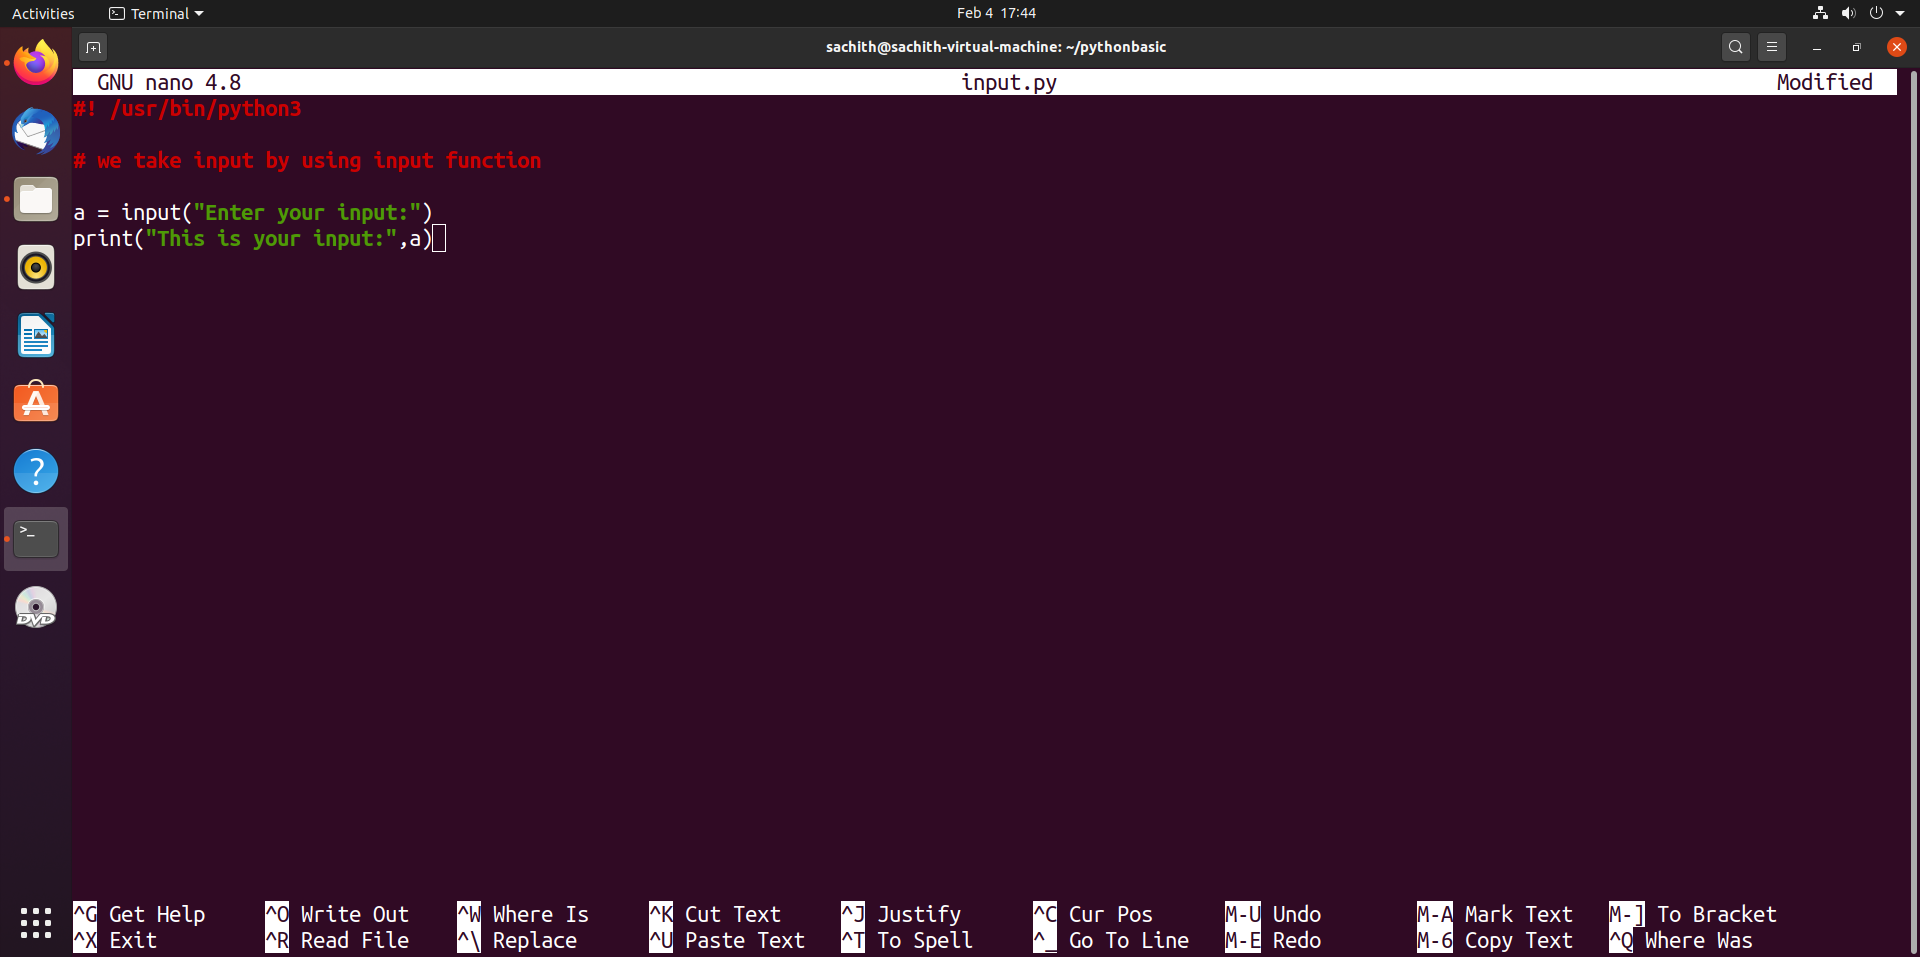 Activities Terminal Feb 4 17:44
sachith@sachith-virtual-machine: ~/pythonbasic
GNU nano 4.8 input.py Modified
#! /usr/bin/python3
# we take input by using input function
a = input("Enter your input:")
print("This is your input:",a)
>_
DVD
^G Get Help ^O Write Out ^W Where Is ^K Cut Text ^J Justify ^C Cur Pos M-U Undo M-A Mark Text M-] To Bracket
^X Exit ^R Read File ^\ Replace ^U Paste Text ^T To Spell ^_ Go To Line M-E Redo M-6 Copy Text ^Q Where Was